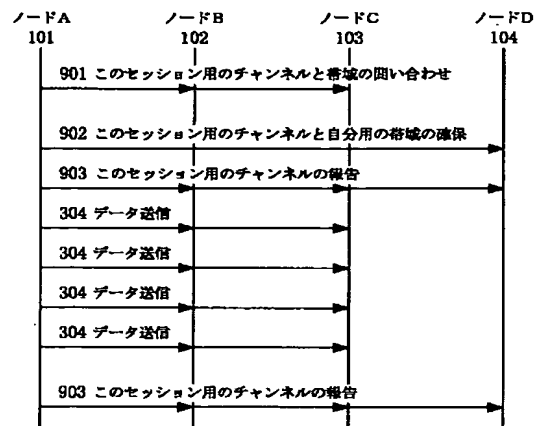 ノードA ノードB ノードC ノードD
101 102 103 104
901 このセッション用のチャンネルと帯域の問い合わせ
902 このセッション用のチャンネルと自分用の帯域の確保
903 このセッション用のチャンネルの報告
304 データ送信
304 データ送信
304 データ送信
304 データ送信
903 このセッション用のチャンネルの報告